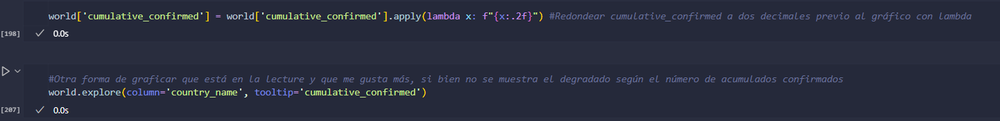 world['cumulative_confirmed'] = world['cumulative_confirmed'].apply(lambda x: f"{x:.2f}") #Redondear cumulative_confirmed a dos decimales previo al gráfico con lambda
[198] 0.0s
#Otra forma de graficar que está en la lecture y que me gusta más, si bien no se muestra el degradado según el número de acumulados confirmados
world.explore(column='country_name', tooltip='cumulative_confirmed')
[207] 0.0s